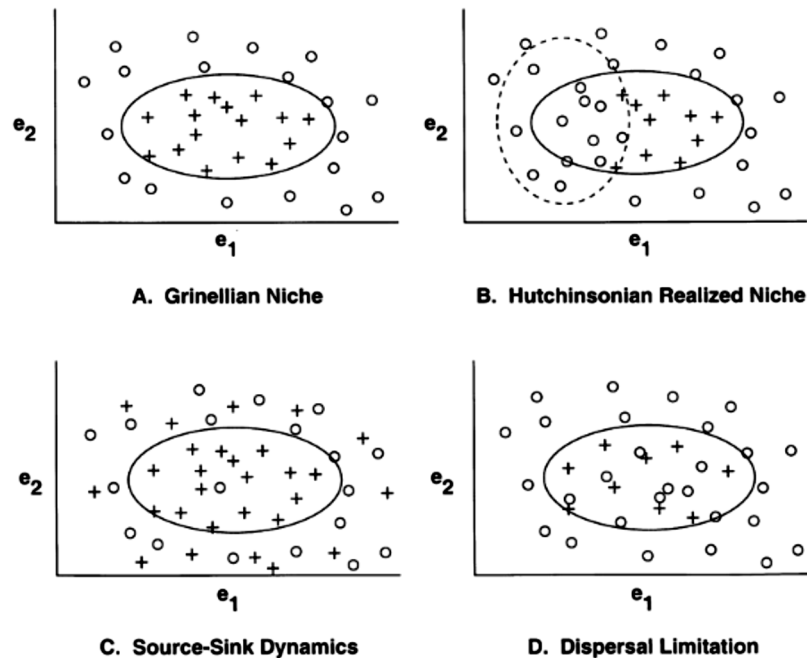 e2
e1
A. Grinellian Niche
e2
e1
B. Hutchinsonian Realized Niche
e2
e1
C. Source-Sink Dynamics
e2
e1
D. Dispersal Limitation